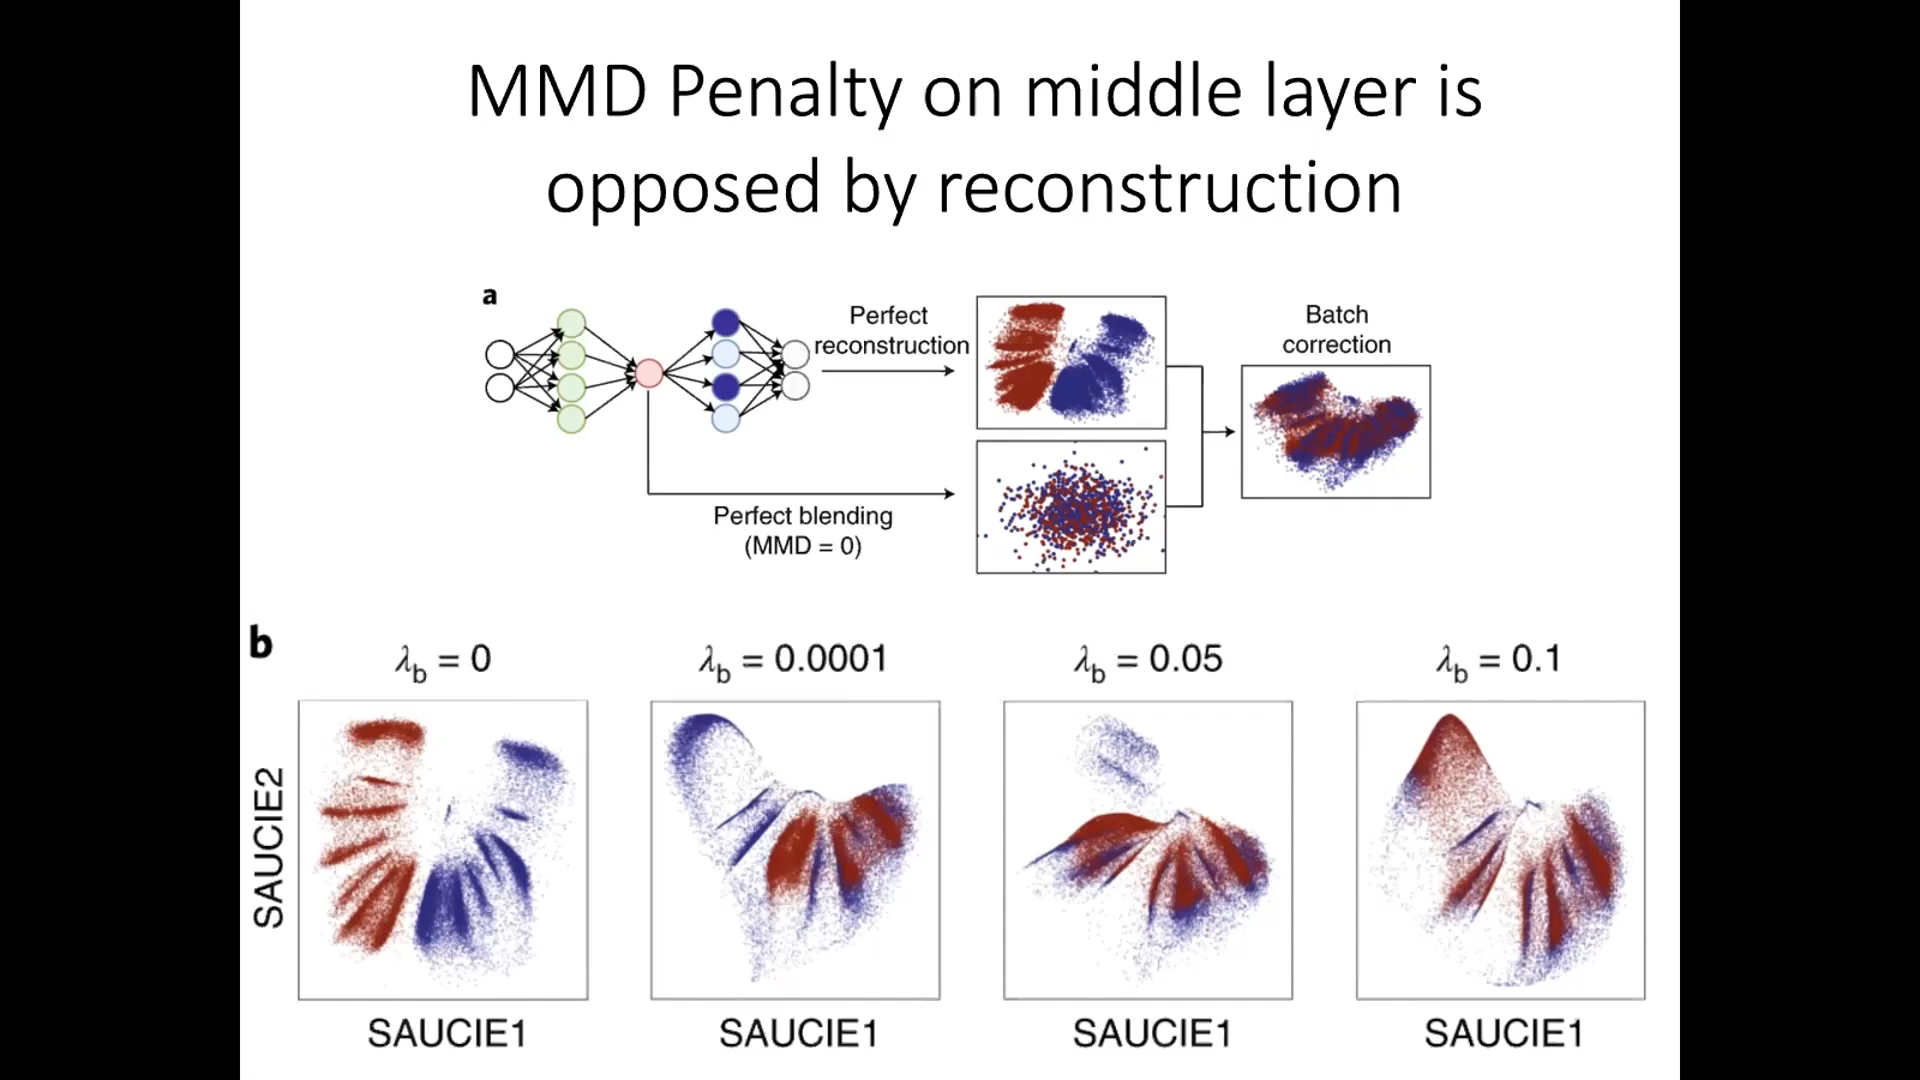 MMD Penalty on middle layer is
opposed by reconstruction
a
Perfect
reconstruction
Batch
correction
Perfect blending
(MMD = 0)
b
λb = 0
λb = 0.0001
λb = 0.05
λb = 0.1
SAUCIE2
SAUCIE1
SAUCIE1
SAUCIE1
SAUCIE1